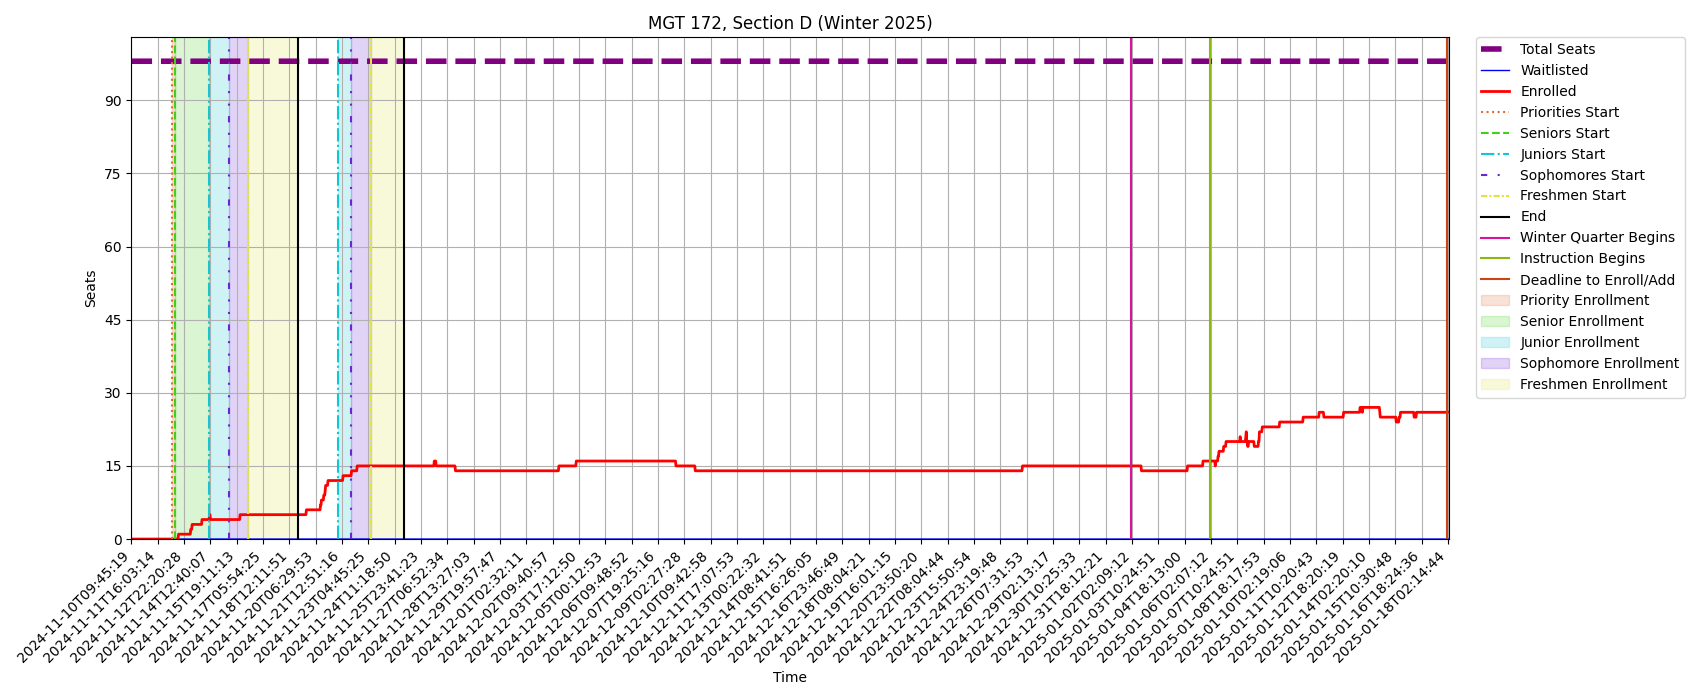 MGT 172, Section D (Winter 2025)
Total Seats
Waitlisted
Enrolled
Priorities Start
Seniors Start
Juniors Start
Sophomores Start
Freshmen Start
End
Winter Quarter Begins
Instruction Begins
Deadline to Enroll/Add
Priority Enrollment
Senior Enrollment
Junior Enrollment
Sophomore Enrollment
Freshmen Enrollment
Seats
90
75
60
45
30
15
0
2024-11-10T09:45:19
2024-11-11T16:03:14
2024-11-12T22:20:28
2024-11-14T12:40:07
2024-11-15T19:11:13
2024-11-17T05:54:25
2024-11-18T12:11:51
2024-11-20T06:29:53
2024-11-21T12:51:16
2024-11-23T04:45:25
2024-11-24T11:18:50
2024-11-25T23:41:23
2024-11-27T06:52:34
2024-11-28T13:27:03
2024-11-29T19:57:47
2024-12-01T02:32:11
2024-12-02T09:40:57
2024-12-03T17:12:50
2024-12-05T00:12:53
2024-12-06T09:48:52
2024-12-07T19:25:16
2024-12-09T02:27:28
2024-12-10T09:42:58
2024-12-11T17:07:53
2024-12-13T00:22:32
2024-12-14T08:41:51
2024-12-15T16:26:05
2024-12-16T23:46:49
2024-12-18T08:04:21
2024-12-19T16:01:15
2024-12-20T23:50:20
2024-12-22T08:04:44
2024-12-23T15:50:54
2024-12-24T23:19:48
2024-12-26T07:31:53
2024-12-29T02:13:17
2024-12-30T10:25:33
2024-12-31T18:12:21
2025-01-02T02:09:12
2025-01-03T10:24:51
2025-01-04T18:13:00
2025-01-06T02:07:12
2025-01-07T10:24:51
2025-01-08T18:17:53
2025-01-10T02:19:06
2025-01-11T10:20:43
2025-01-12T18:20:19
2025-01-14T02:20:10
2025-01-15T10:30:48
2025-01-16T18:24:36
2025-01-18T02:14:44
Time